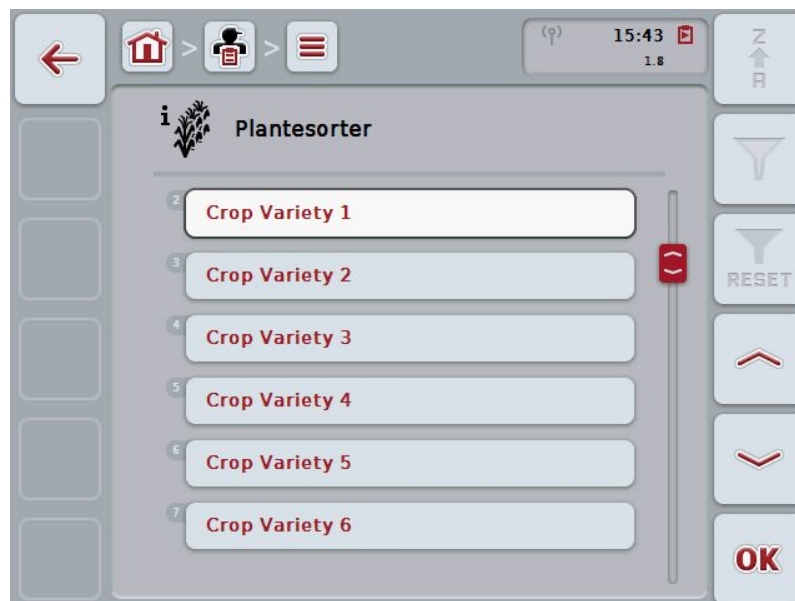 15:43
1.8
Z
A
i
Plantesorter
2
Crop Variety 1
3
Crop Variety 2
RESET
4
Crop Variety 3
5
Crop Variety 4
6
Crop Variety 5
7
Crop Variety 6
OK